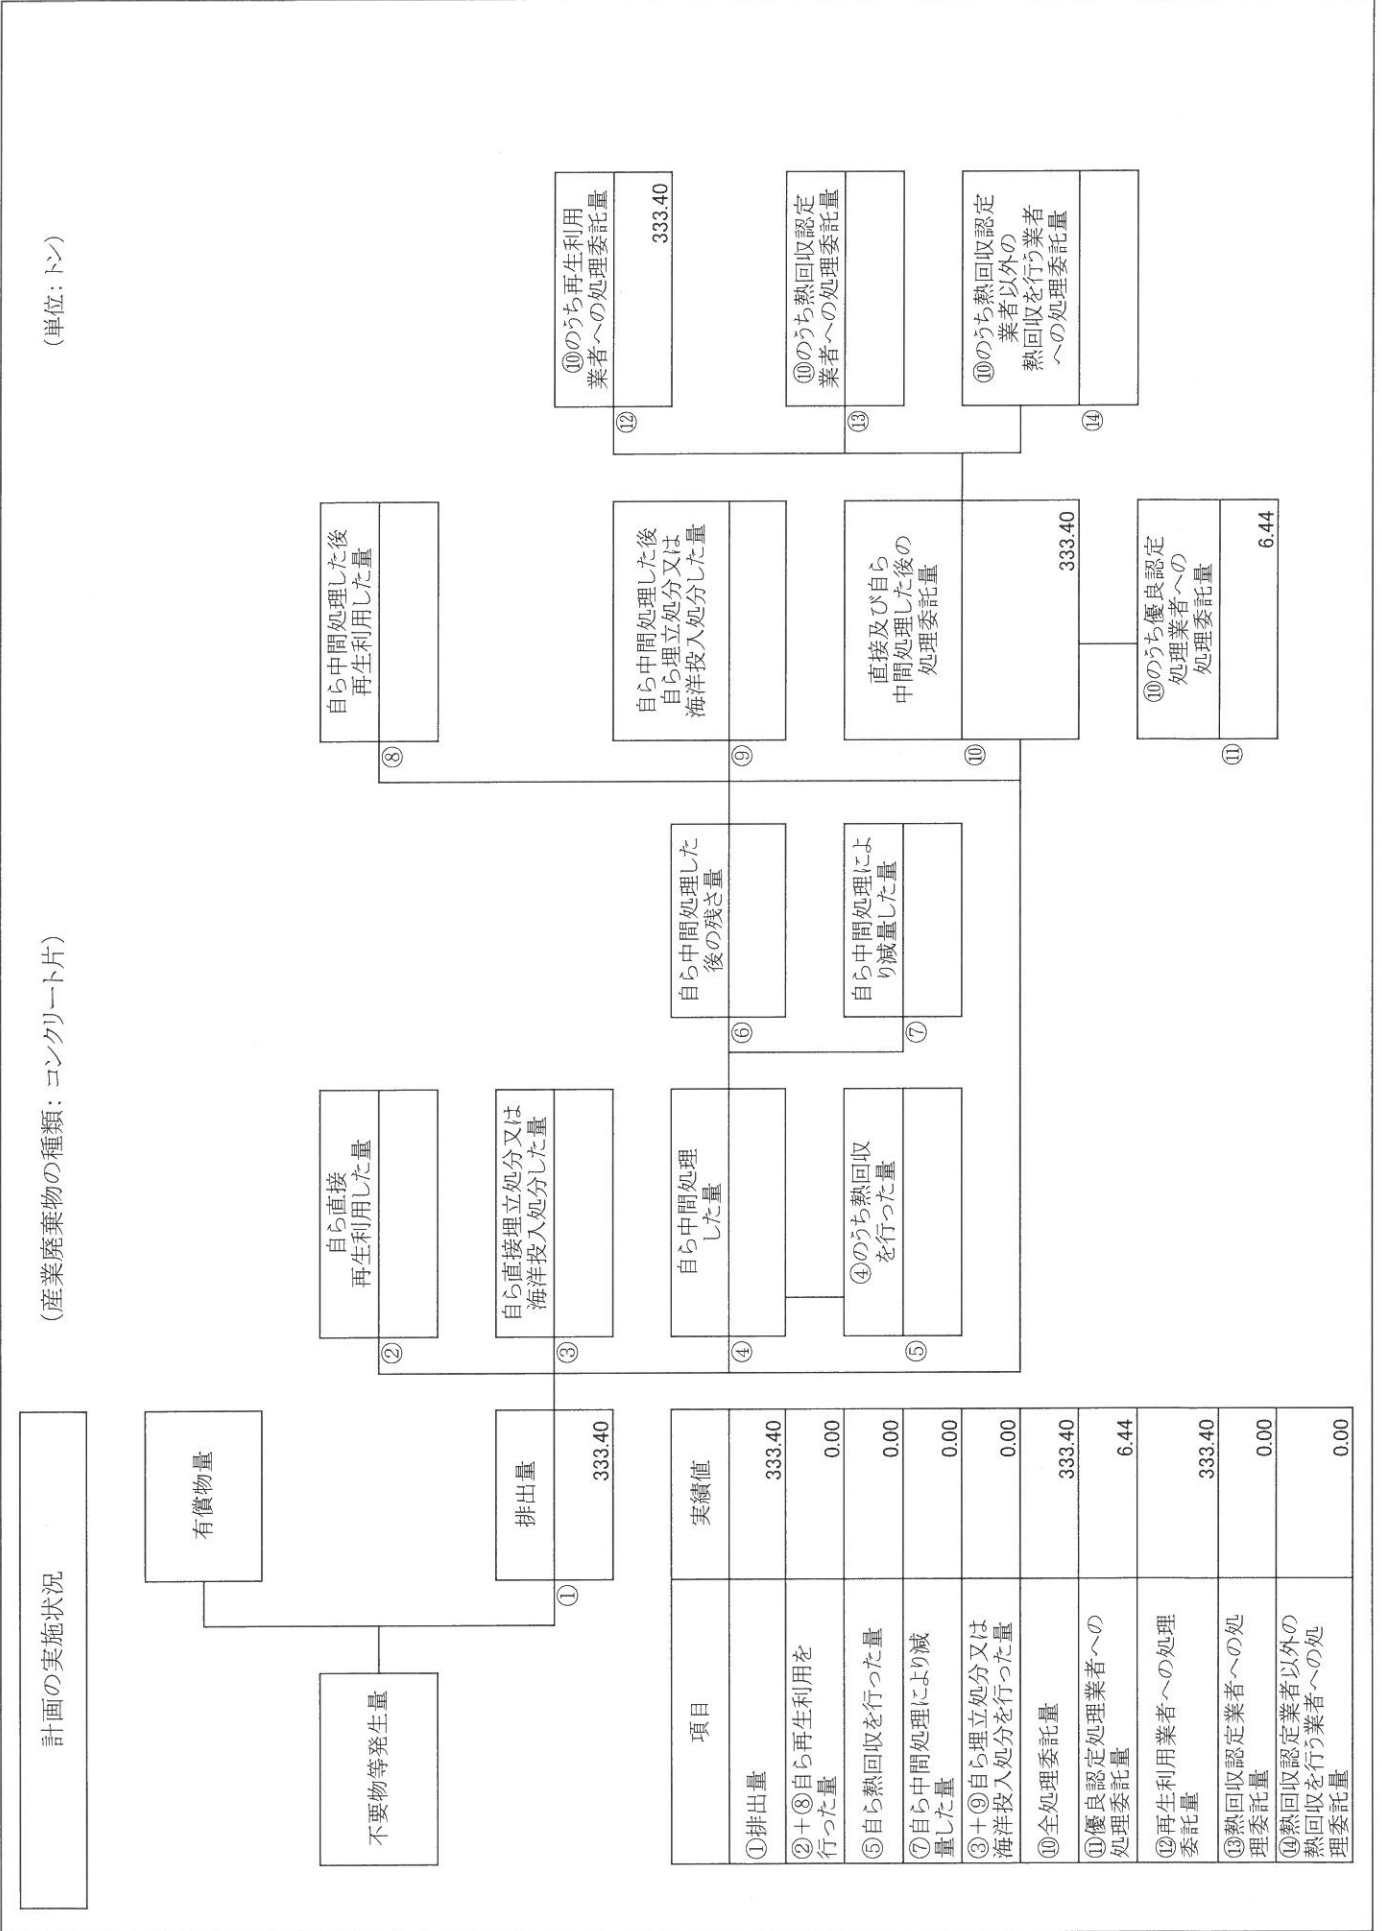 計画の実施状況
(産業廃棄物の種類: コンクリート片)
(単位: トン)
有償物量
不要物等発生量
①
排出量
333.40
②
自ら直接
再生利用した量
③
自ら直接埋立処分又は
海洋投入処分した量
④
自ら中間処理
した量
⑤
④のうち熱回収
を行った量
⑥
自ら中間処理した
後の残さ量
⑦
自ら中間処理によ
り減量した量
⑧
自ら中間処理した後
再生利用した量
⑨
自ら中間処理した後
自ら埋立処分又は
海洋投入処分した量
⑩
直接及び自ら
中間処理した後の
処理委託量
333.40
⑪
⑩のうち優良認定
処理業者への
処理委託量
6.44
⑫
⑩のうち再生利用
業者への処理委託量
333.40
⑬
⑩のうち熱回収認定
業者への処理委託量
⑭
⑩のうち熱回収認定
業者以外の
熱回収を行う業者
への処理委託量
項目 実績値
①排出量 333.40
②+⑧自ら再生利用を
行った量 0.00
⑤自ら熱回収を行った量 0.00
⑦自ら中間処理により減
量した量 0.00
③+⑨自ら埋立処分又は
海洋投入処分を行った量 0.00
⑩全処理委託量 333.40
⑪優良認定処理業者への
処理委託量 6.44
⑫再生利用業者への処理
委託量 333.40
⑬熱回収認定業者への処
理委託量 0.00
⑭熱回収認定業者以外の
熱回収を行う業者への処
理委託量 0.00